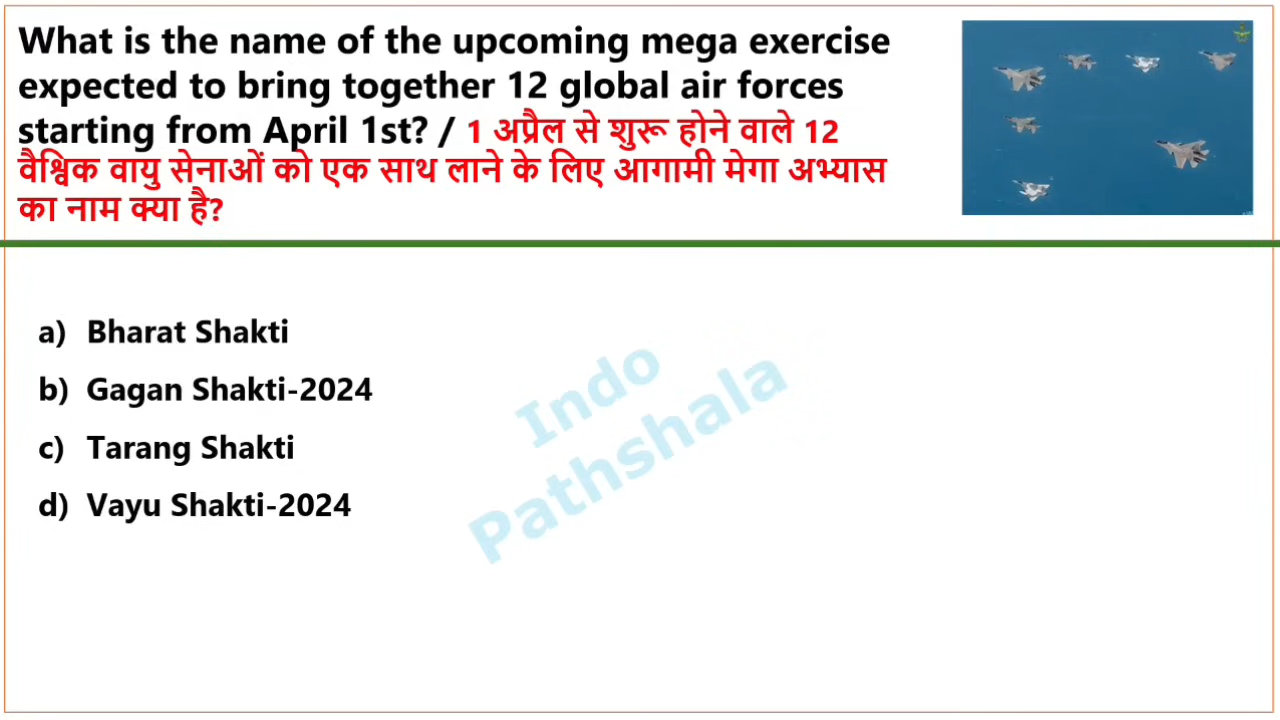 What is the name of the upcoming mega exercise
expected to bring together 12 global air forces
starting from April 1st? / 1 अप्रैल से शुरू होने वाले 12
वैश्विक वायु सेनाओं को एक साथ लाने के लिए आगामी मेगा अभ्यास
का नाम क्या है?
a) Bharat Shakti
b) Gagan Shakti-2024
c) Tarang Shakti
d) Vayu Shakti-2024
Indo
Pathshala